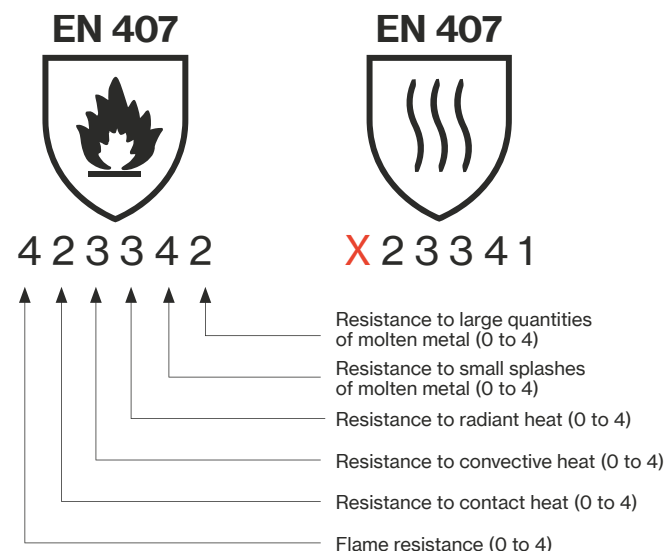 EN 407
EN 407
4 2 3 3 4 2
X 2 3 3 4 1
Resistance to large quantities
of molten metal (0 to 4)
Resistance to small splashes
of molten metal (0 to 4)
Resistance to radiant heat (0 to 4)
Resistance to convective heat (0 to 4)
Resistance to contact heat (0 to 4)
Flame resistance (0 to 4)